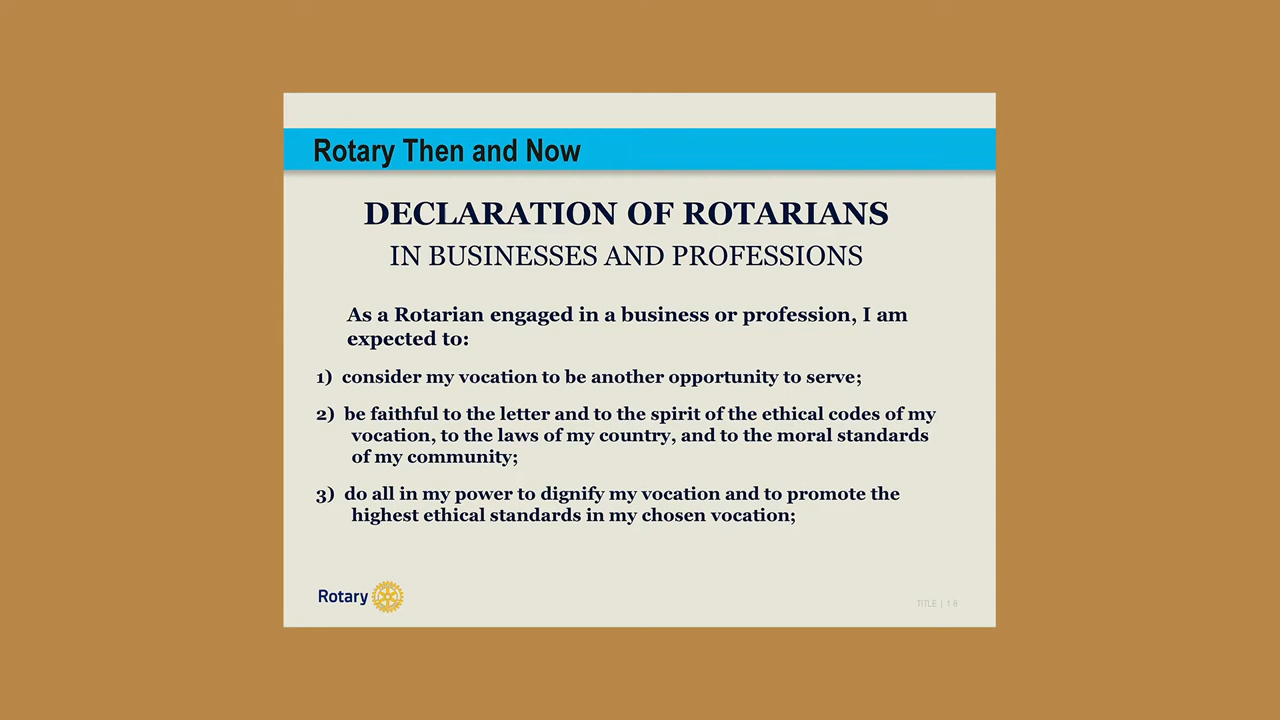 Rotary Then and Now
DECLARATION OF ROTARIANS
IN BUSINESSES AND PROFESSIONS
As a Rotarian engaged in a business or profession, I am
expected to:
1) consider my vocation to be another opportunity to serve;
2) be faithful to the letter and to the spirit of the ethical codes of my
vocation, to the laws of my country, and to the moral standards
of my community;
3) do all in my power to dignify my vocation and to promote the
highest ethical standards in my chosen vocation;
Rotary
TITLE | 18